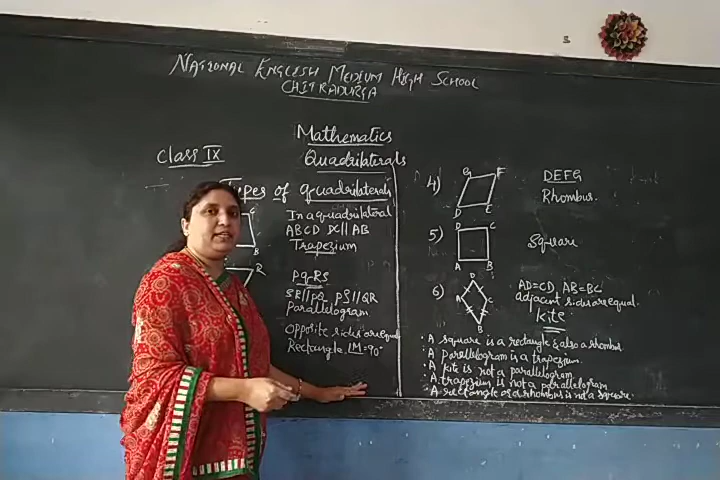 National English Medium High School
Chitradurga
Mathematics
Class IX
Quadrilaterals
Types of quadrilaterals
In a quadrilateral
ABCD DC || AB
Trapezium
C
B
R
PQRS
SR || PQ, PS || QR
Parallelogram
Opposite sides are equal
Rectangle M = 90°
4)
G F
D E
DEFG
Rhombus
5)
D C
A B
Square
6)
D
A C
B
AD=CD, AB=BC
adjacent sides are equal.
Kite
. A square is a rectangle & also a rhombus
. A parallelogram is a trapezium.
. A kite is not a parallelogram
. A trapezium is not a parallelogram
. A rectangle or a rhombus is not a square.